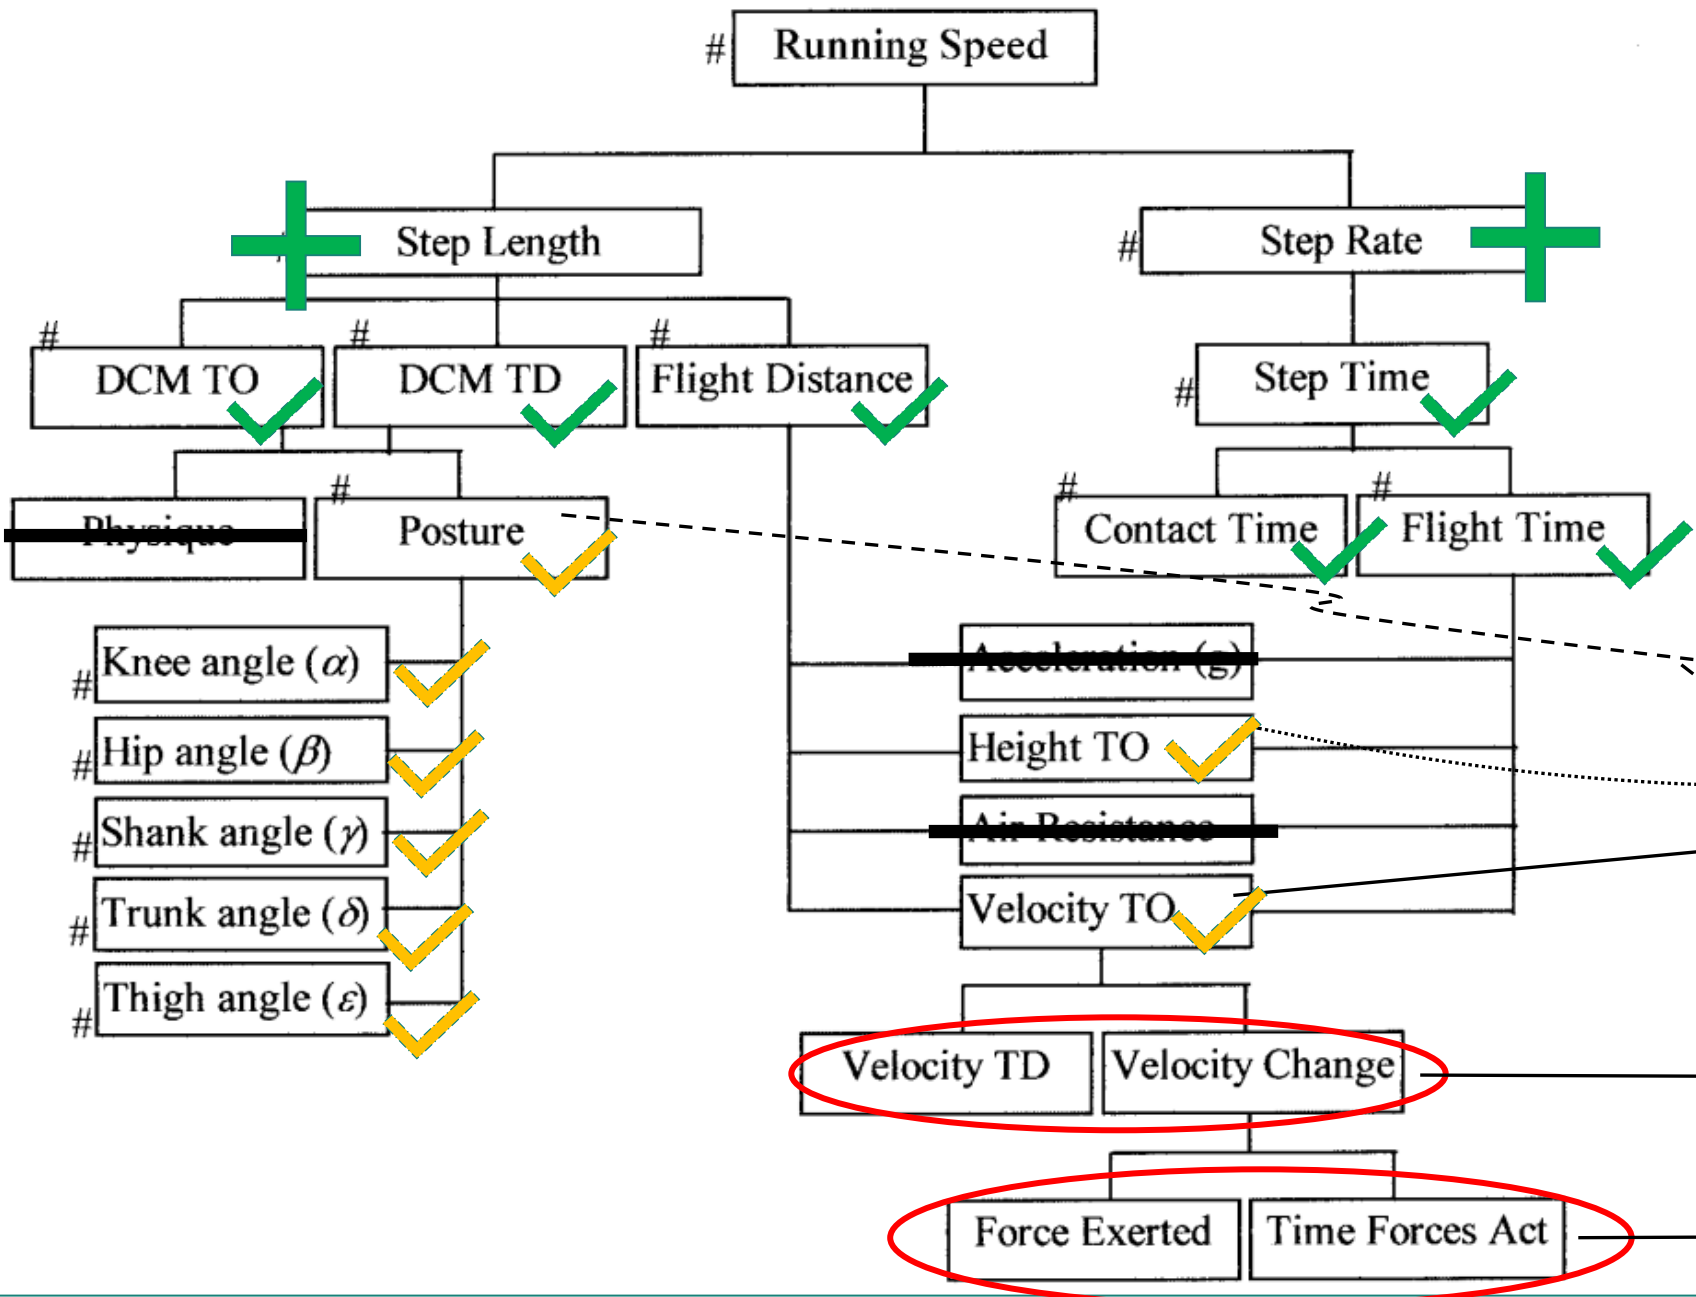 # Running Speed
Step Length
# Step Rate
# # #
DCM TO DCM TD Flight Distance
# Step Time
# # #
Physique Posture Contact Time Flight Time
# Knee angle (α)
Acceleration (g)
# Hip angle (β)
Height TO
# Shank angle (γ)
Air Resistance
# Trunk angle (δ)
Velocity TO
# Thigh angle (ε)
Velocity TD Velocity Change
Force Exerted Time Forces Act